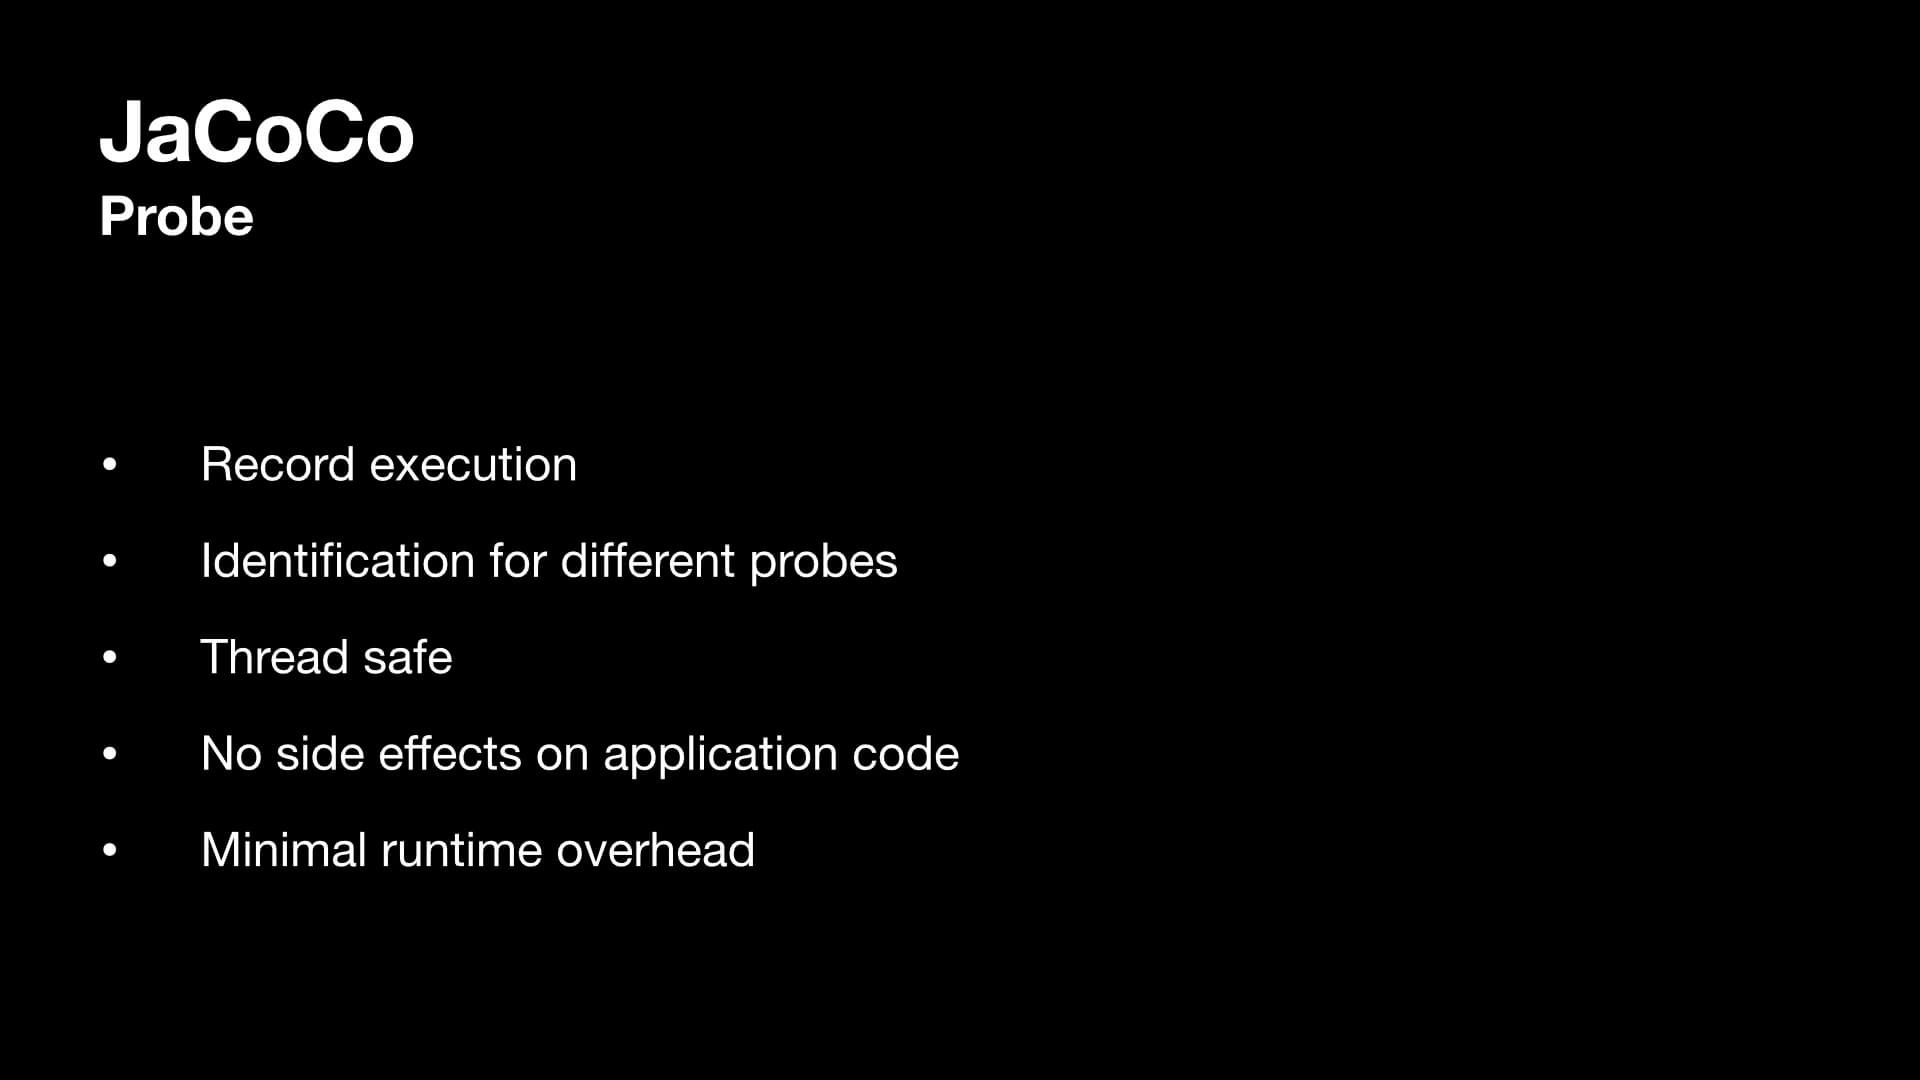 JaCoCo
Probe
• Record execution
• Identification for different probes
• Thread safe
• No side effects on application code
• Minimal runtime overhead